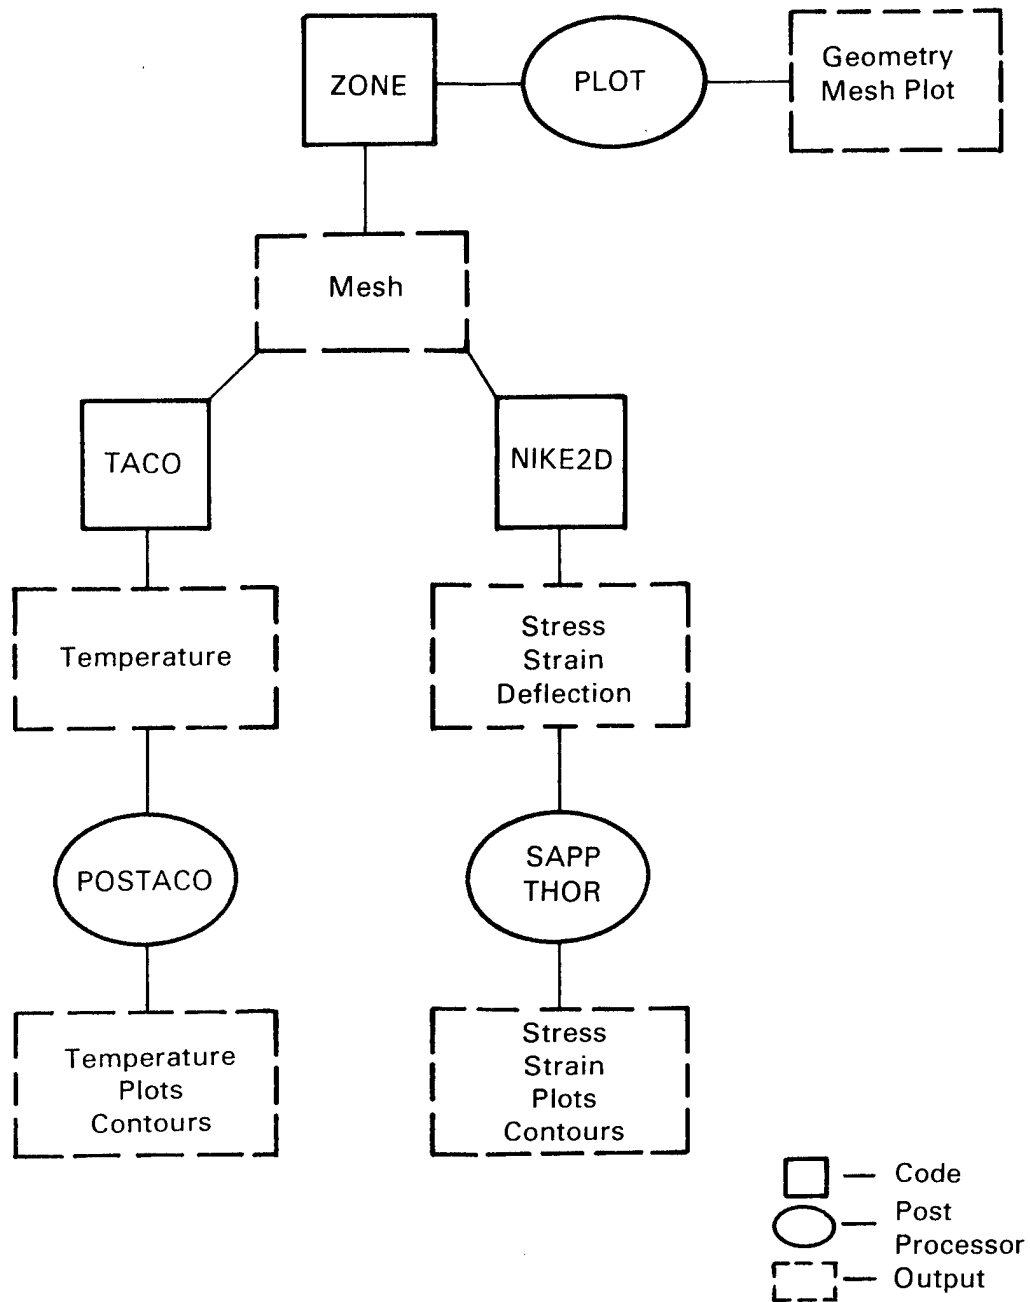 ZONE
PLOT
Geometry
Mesh Plot
Mesh
TACO
NIKE2D
Temperature
Stress
Strain
Deflection
POSTACO
SAPP
THOR
Temperature
Plots
Contours
Stress
Strain
Plots
Contours
Code
Post
Processor
Output